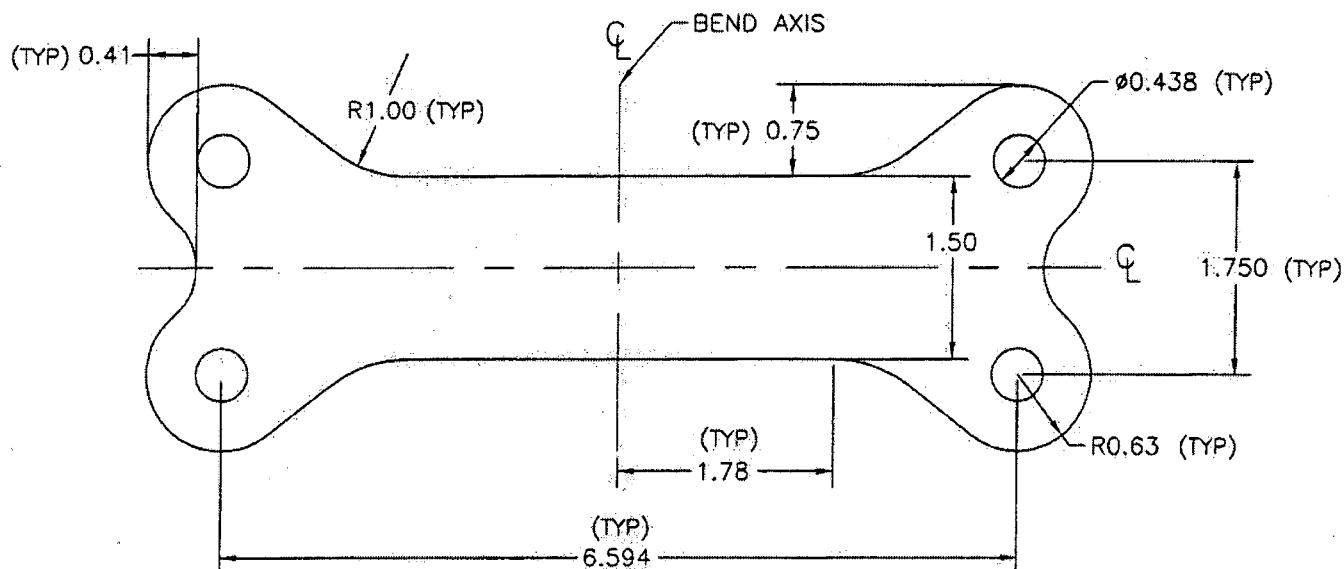 BEND AXIS
℄
(TYP) 0.41
R1.00 (TYP)
(TYP) 0.75
ø0.438 (TYP)
1.50
℄
1.750 (TYP)
(TYP)
1.78
R0.63 (TYP)
(TYP)
6.594